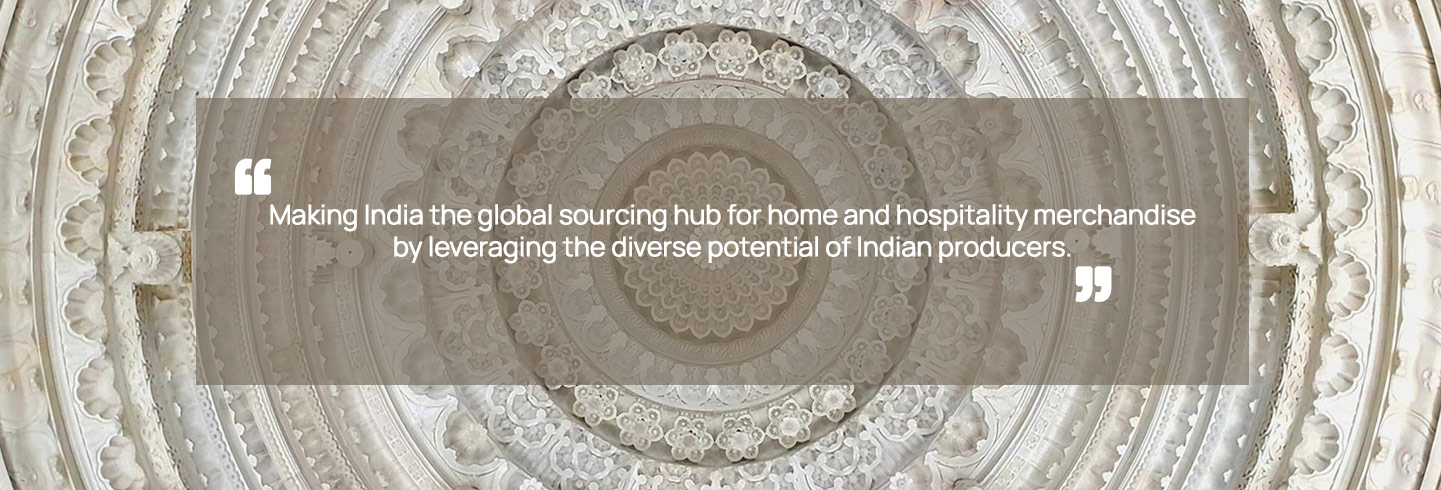 “
Making India the global sourcing hub for home and hospitality merchandise
by leveraging the diverse potential of Indian producers.
”